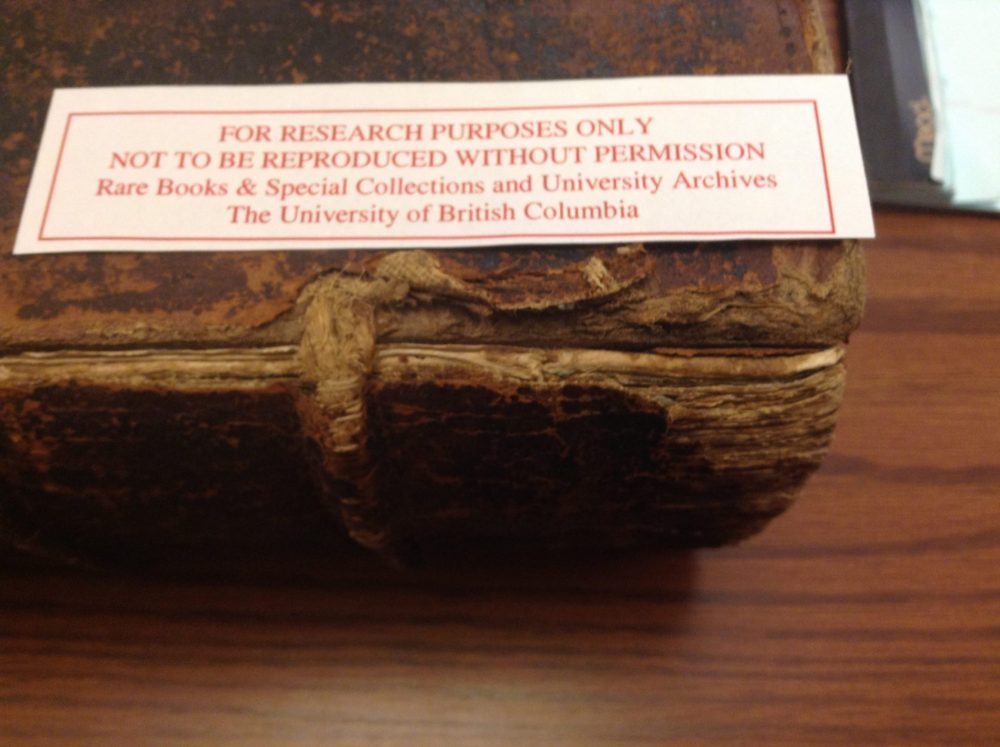 FOR RESEARCH PURPOSES ONLY
NOT TO BE REPRODUCED WITHOUT PERMISSION
Rare Books & Special Collections and University Archives
The University of British Columbia